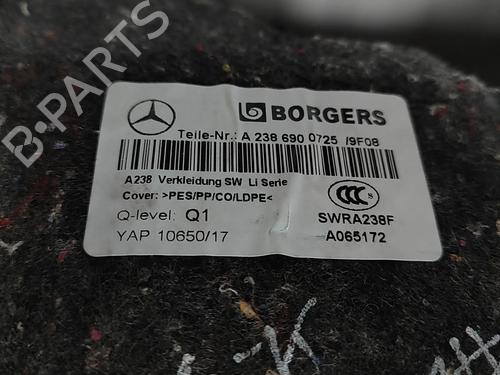 BORGERS
Teile-Nr.: A 238 690 0725 /9F08
A238 Verkleidung SW Li Serie
Cover: >PES/PP/CO/LDPE<
CCC S
Q-level: Q1
SWRA238F
YAP 10650/17
A065172
B-PARTS